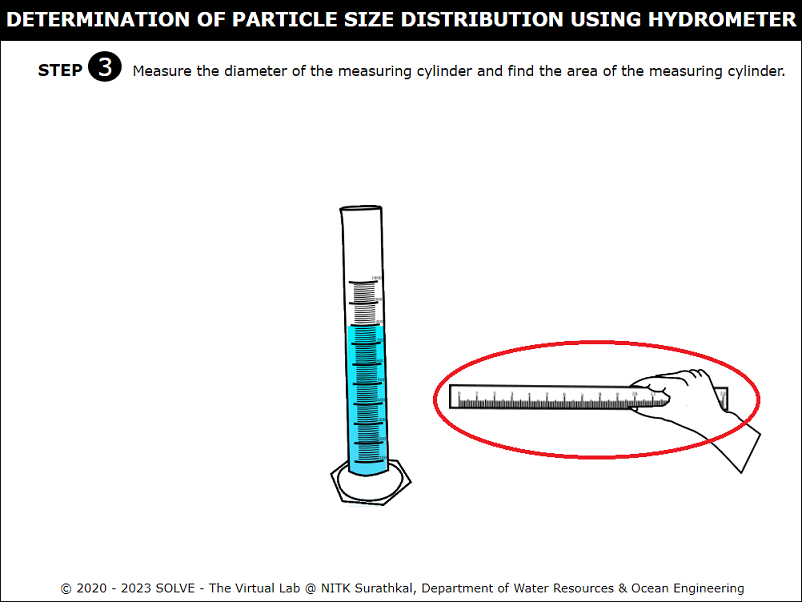 DETERMINATION OF PARTICLE SIZE DISTRIBUTION USING HYDROMETER
STEP 3 Measure the diameter of the measuring cylinder and find the area of the measuring cylinder.
1000
© 2020 - 2023 SOLVE - The Virtual Lab @ NITK Surathkal, Department of Water Resources & Ocean Engineering